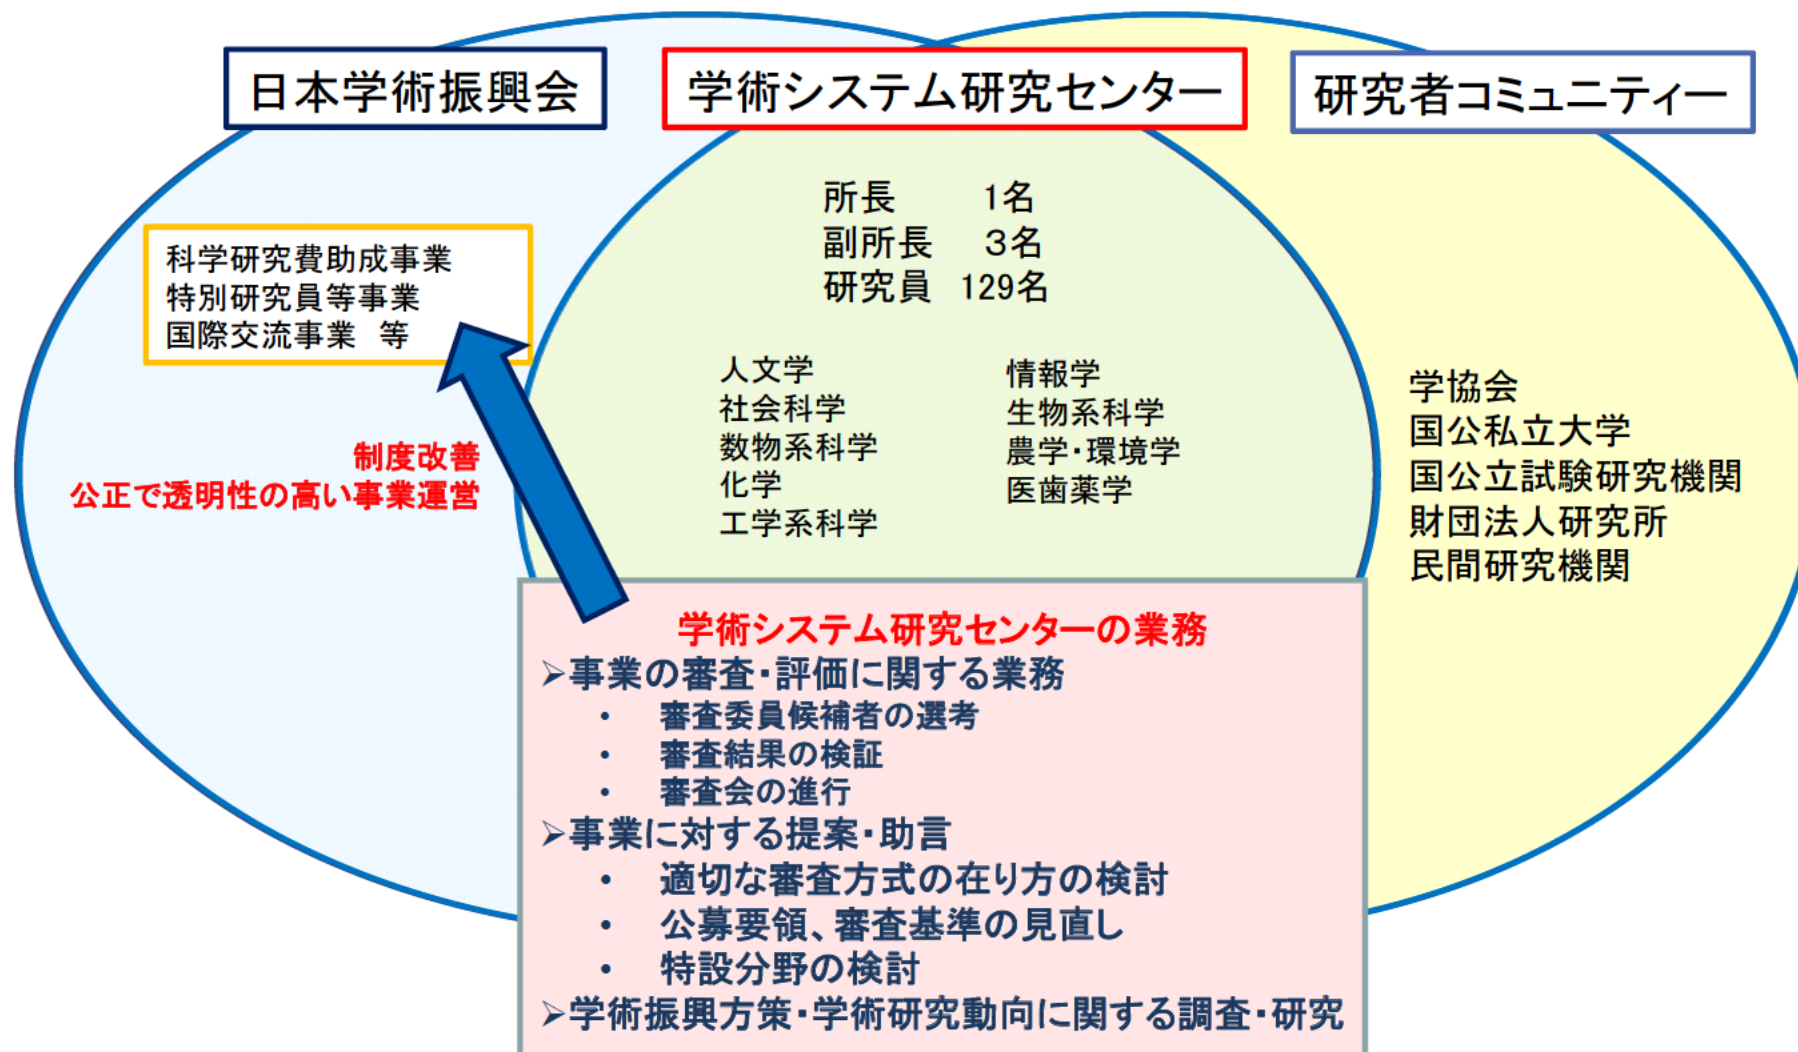 日本学術振興会
学術システム研究センター
研究者コミュニティー
科学研究費助成事業
特別研究員等事業
国際交流事業　等
制度改善
公正で透明性の高い事業運営
所長　　1名
副所長　３名
研究員　129名
人文学
社会科学
数物系科学
化学
工学系科学
情報学
生物系科学
農学・環境学
医歯薬学
学協会
国公私立大学
国公立試験研究機関
財団法人研究所
民間研究機関
学術システム研究センターの業務
➢事業の審査・評価に関する業務
• 審査委員候補者の選考
• 審査結果の検証
• 審査会の進行
➢事業に対する提案・助言
• 適切な審査方式の在り方の検討
• 公募要領、審査基準の見直し
• 特設分野の検討
➢学術振興方策・学術研究動向に関する調査・研究